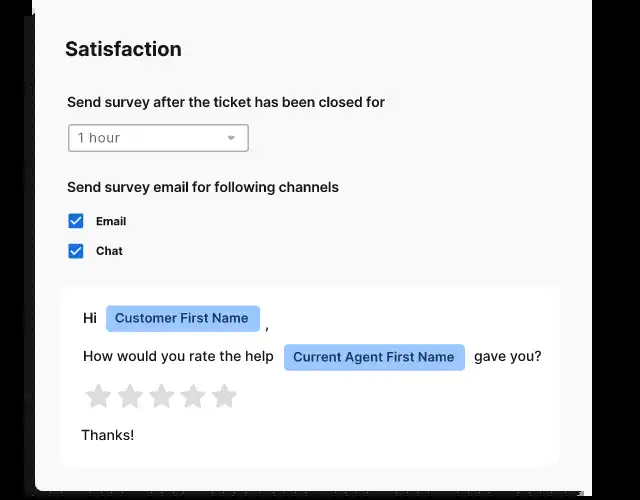 Satisfaction
Send survey after the ticket has been closed for
1 hour
Send survey email for following channels
Email
Chat
Hi Customer First Name ,
How would you rate the help Current Agent First Name gave you?
Thanks!